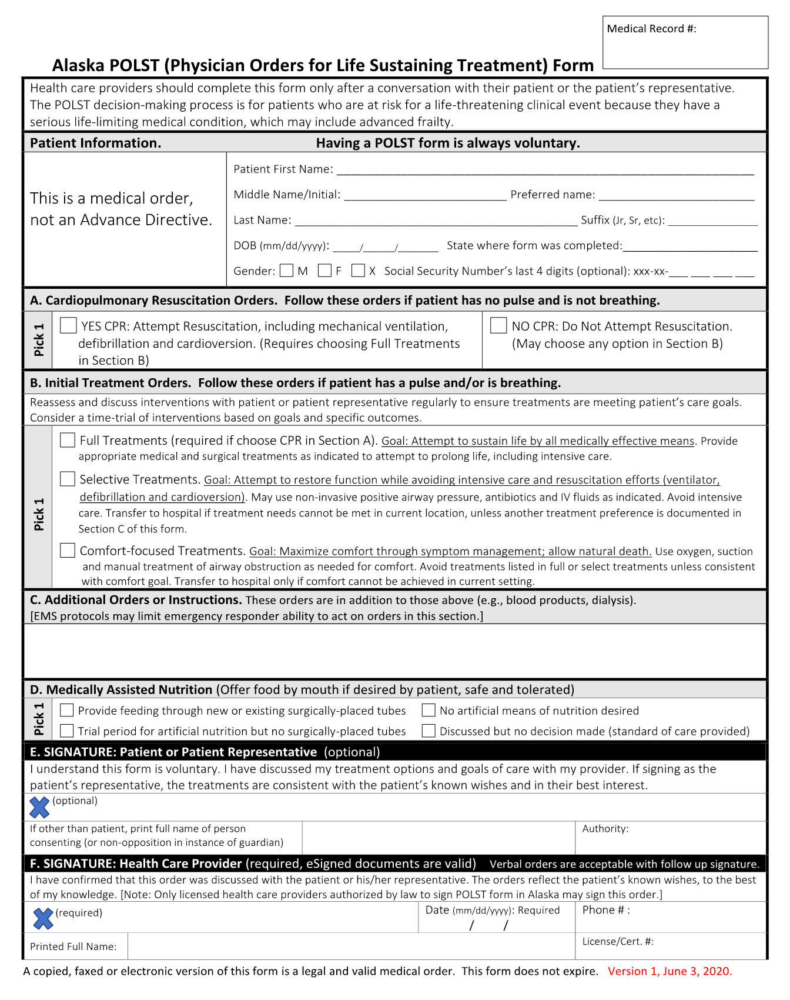 Medical Record #:
Alaska POLST (Physician Orders for Life Sustaining Treatment) Form
Health care providers should complete this form only after a conversation with their patient or the patient's representative.
The POLST decision-making process is for patients who are at risk for a life-threatening clinical event because they have a
serious life-limiting medical condition, which may include advanced frailty.
Patient Information. Having a POLST form is always voluntary.
This is a medical order,
not an Advance Directive.
Patient First Name: ____________________
Middle Name/Initial: ____________________ Preferred name: ____________________
Last Name: ____________________ Suffix (Jr, Sr, etc): ____________________
DOB (mm/dd/yyyy): _____/______/________ State where form was completed:____________________
Gender: M F X Social Security Number's last 4 digits (optional): xxx-xx-___ ___ ___ ___
A. Cardiopulmonary Resuscitation Orders. Follow these orders if patient has no pulse and is not breathing.
Pick 1
YES CPR: Attempt Resuscitation, including mechanical ventilation,
defibrillation and cardioversion. (Requires choosing Full Treatments
in Section B)
NO CPR: Do Not Attempt Resuscitation.
(May choose any option in Section B)
B. Initial Treatment Orders. Follow these orders if patient has a pulse and/or is breathing.
Reassess and discuss interventions with patient or patient representative regularly to ensure treatments are meeting patient's care goals.
Consider a time-trial of interventions based on goals and specific outcomes.
Pick 1
Full Treatments (required if choose CPR in Section A). Goal: Attempt to sustain life by all medically effective means. Provide
appropriate medical and surgical treatments as indicated to attempt to prolong life, including intensive care.
Selective Treatments. Goal: Attempt to restore function while avoiding intensive care and resuscitation efforts (ventilator,
defibrillation and cardioversion). May use non-invasive positive airway pressure, antibiotics and IV fluids as indicated. Avoid intensive
care. Transfer to hospital if treatment needs cannot be met in current location, unless another treatment preference is documented in
Section C of this form.
Comfort-focused Treatments. Goal: Maximize comfort through symptom management; allow natural death. Use oxygen, suction
and manual treatment of airway obstruction as needed for comfort. Avoid treatments listed in full or select treatments unless consistent
with comfort goal. Transfer to hospital only if comfort cannot be achieved in current setting.
C. Additional Orders or Instructions. These orders are in addition to those above (e.g., blood products, dialysis).
[EMS protocols may limit emergency responder ability to act on orders in this section.]
D. Medically Assisted Nutrition (Offer food by mouth if desired by patient, safe and tolerated)
Pick 1
Provide feeding through new or existing surgically-placed tubes No artificial means of nutrition desired
Trial period for artificial nutrition but no surgically-placed tubes Discussed but no decision made (standard of care provided)
E. SIGNATURE: Patient or Patient Representative (optional)
I understand this form is voluntary. I have discussed my treatment options and goals of care with my provider. If signing as the
patient's representative, the treatments are consistent with the patient's known wishes and in their best interest.
(optional)
If other than patient, print full name of person
consenting (or non-opposition in instance of guardian)
Authority:
F. SIGNATURE: Health Care Provider (required, eSigned documents are valid) Verbal orders are acceptable with follow up signature.
I have confirmed that this order was discussed with the patient or his/her representative. The orders reflect the patient's known wishes, to the best
of my knowledge. [Note: Only licensed health care providers authorized by law to sign POLST form in Alaska may sign this order.]
(required)
Date (mm/dd/yyyy): Required
/ /
Phone # :
Printed Full Name:
License/Cert. #:
A copied, faxed or electronic version of this form is a legal and valid medical order. This form does not expire. Version 1, June 3, 2020.